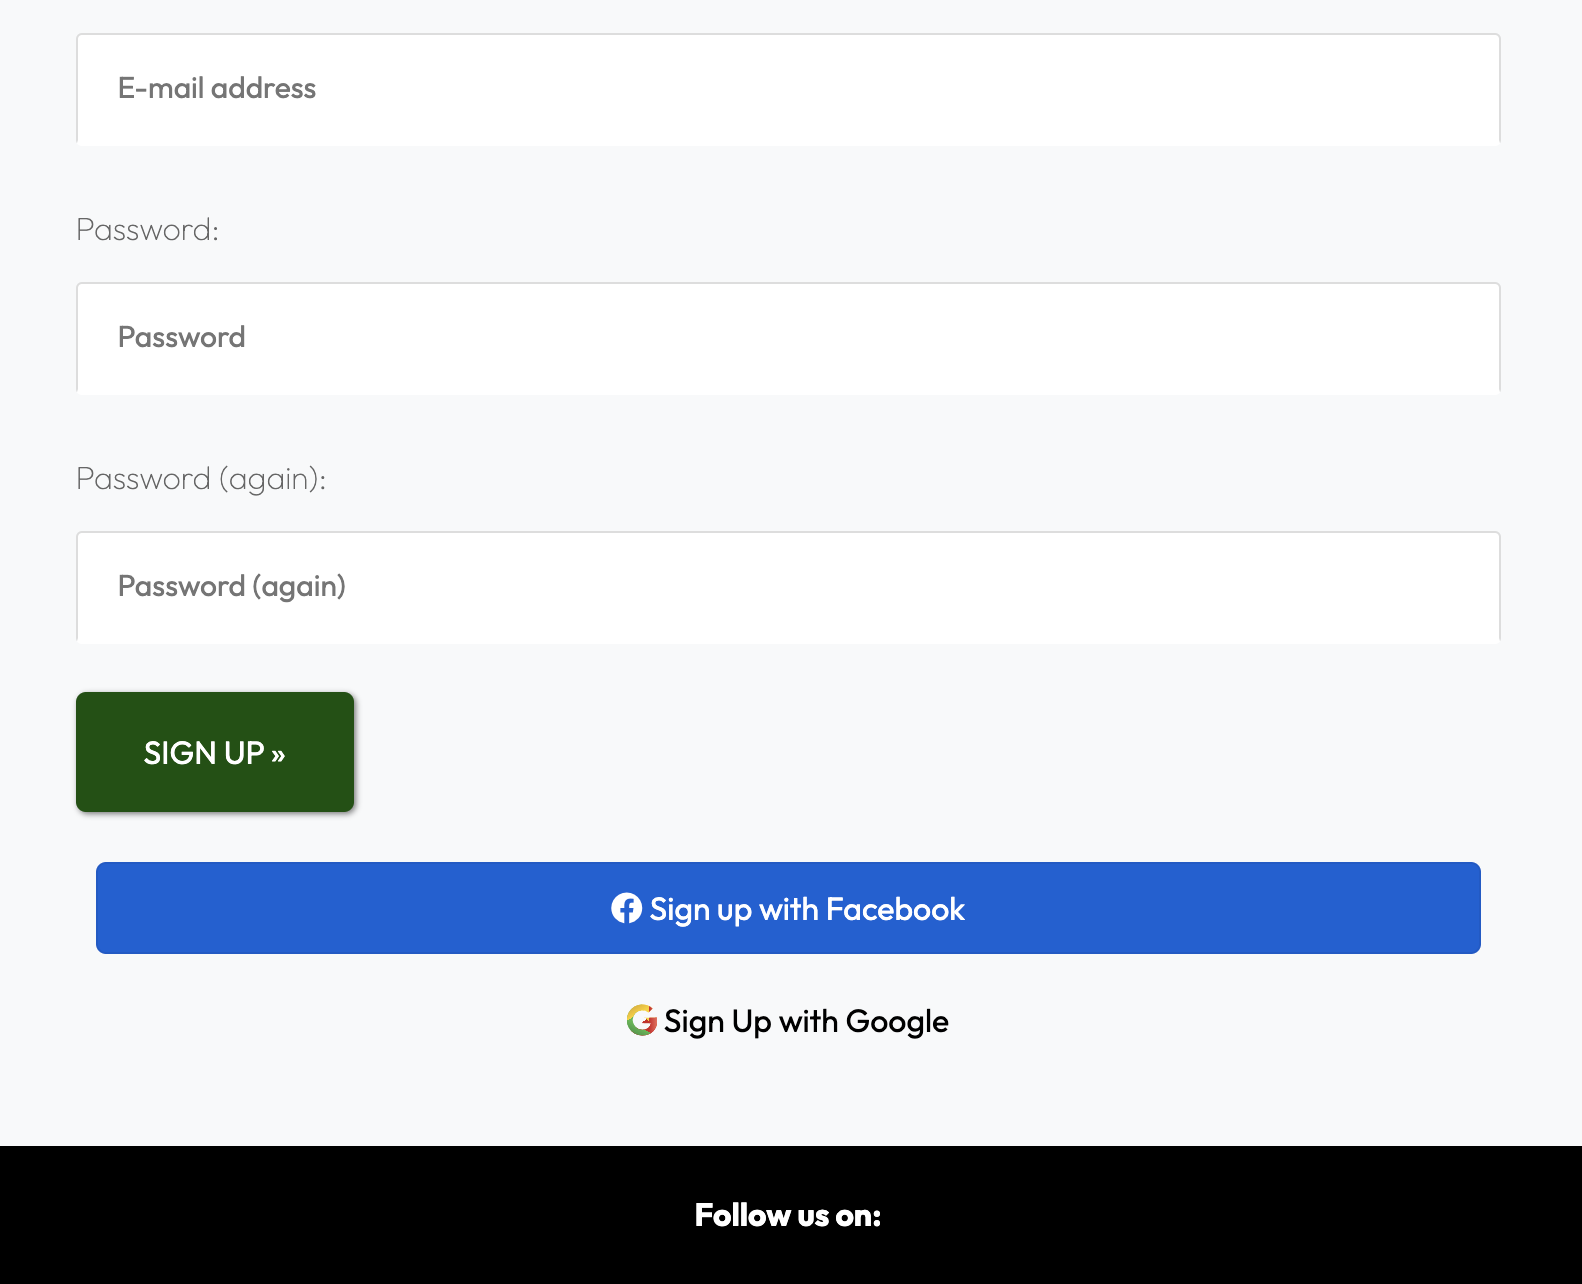 E-mail address
Password:
Password
Password (again):
Password (again)
SIGN UP »
Sign up with Facebook
Sign Up with Google
Follow us on: